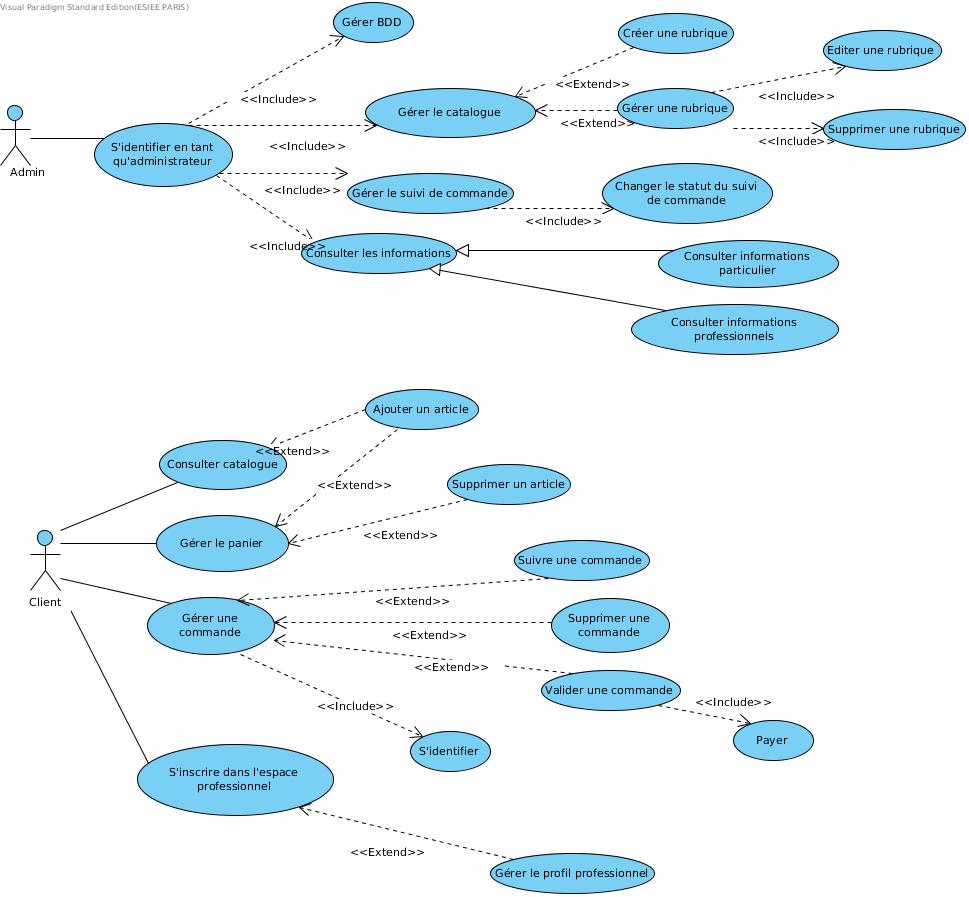 Visual Paradigm Standard Edition(ESIEE PARIS)
Gérer BDD
Créer une rubrique
Editer une rubrique
<<Extend>>
<<Include>>
<<Include>>
Gérer le catalogue
Gérer une rubrique
<<Extend>>
Supprimer une rubrique
<<Include>>
S'identifier en tant
qu'administrateur
<<Include>>
Admin
Gérer le suivi de commande
Changer le statut du suivi
de commande
<<Include>>
<<Include>>
<<Include>>
Consulter les informations
Consulter informations
particulier
Consulter informations
professionnels
Ajouter un article
<<Extend>>
Consulter catalogue
<<Extend>>
Supprimer un article
Gérer le panier
<<Extend>>
Suivre une commande
Client
<<Extend>>
Gérer une
commande
Supprimer une
commande
<<Extend>>
<<Extend>>
Valider une commande
<<Include>>
<<Include>>
Payer
S'identifier
S'inscrire dans l'espace
professionnel
<<Extend>>
Gérer le profil professionnel